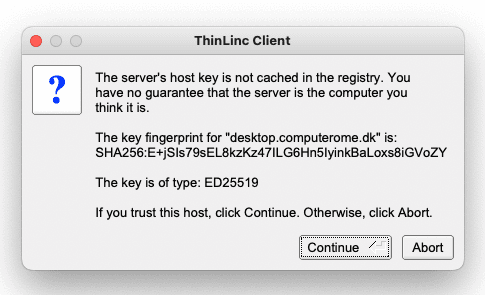 ThinLinc Client
The server's host key is not cached in the registry. You
have no guarantee that the server is the computer you
think it is.
The key fingerprint for "desktop.computerome.dk" is:
SHA256:E+jSIs79sEL8kzKz47ILG6Hn5IyinkBaLoxs8iGVoZY
The key is of type: ED25519
If you trust this host, click Continue. Otherwise, click Abort.
Continue
Abort